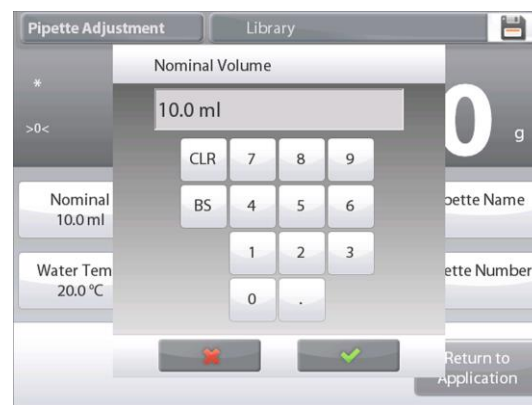 Pipette Adjustment
Library
Nominal Volume
10.0 ml
*
>0<
0 g
CLR 7 8 9
BS 4 5 6
1 2 3
0 .
Nominal
10.0 ml
pette Name
Water Tem
20.0 °C
ette Number
Return to
Application